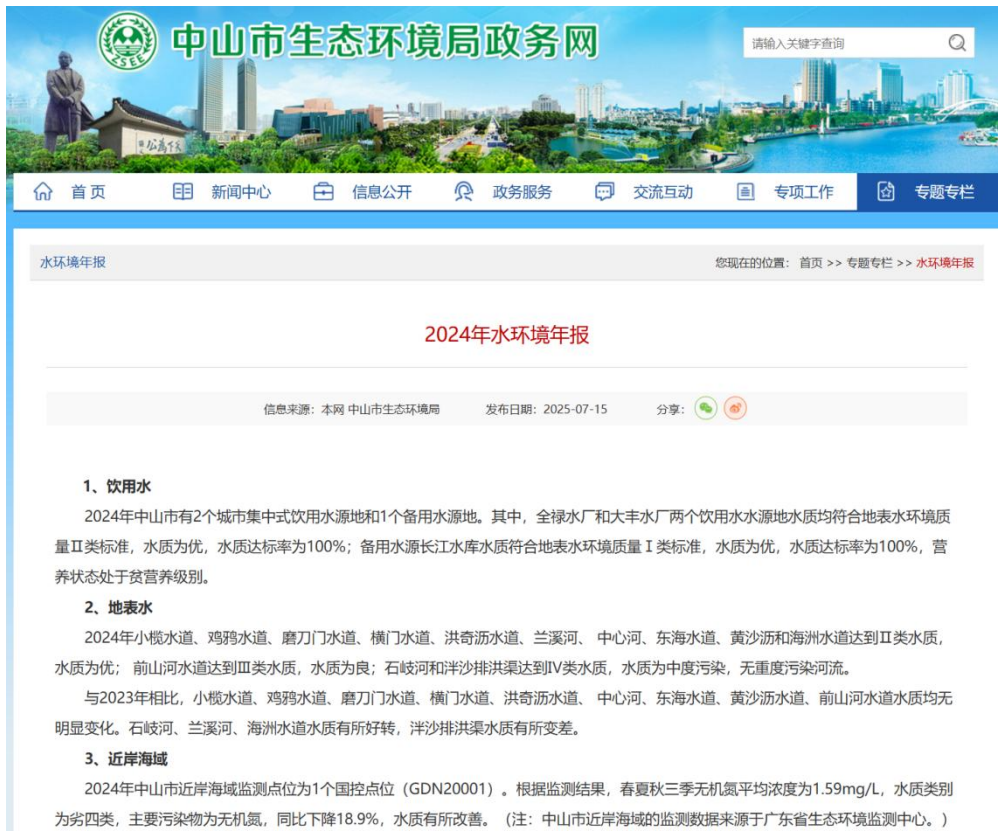 中山市生态环境局政务网
ZSEE
请输入关键字查询
天下為公
首页 新闻中心 信息公开 政务服务 交流互动 专项工作 专题专栏
水环境年报 您现在的位置： 首页 >> 专题专栏 >> 水环境年报
2024年水环境年报
信息来源：本网 中山市生态环境局 发布日期：2025-07-15 分享：
1、饮用水
2024年中山市有2个城市集中式饮用水源地和1个备用水源地。其中，全禄水厂和大丰水厂两个饮用水水源地水质均符合地表水环境质
量Ⅱ类标准，水质为优，水质达标率为100%；备用水源长江水库水质符合地表水环境质量Ⅰ类标准，水质为优，水质达标率为100%，营
养状态处于贫营养级别。
2、地表水
2024年小榄水道、鸡鸦水道、磨刀门水道、横门水道、洪奇沥水道、兰溪河、 中心河、东海水道、黄沙沥和海洲水道达到Ⅱ类水质，
水质为优； 前山河水道达到Ⅲ类水质，水质为良；石岐河和泮沙排洪渠达到Ⅳ类水质，水质为中度污染，无重度污染河流。
与2023年相比，小榄水道、鸡鸦水道、磨刀门水道、横门水道、洪奇沥水道、 中心河、东海水道、黄沙沥水道、前山河水道水质均无
明显变化。石岐河、兰溪河、海洲水道水质有所好转，泮沙排洪渠水质有所变差。
3、近岸海域
2024年中山市近岸海域监测点位为1个国控点位（GDN20001）。根据监测结果，春夏秋三季无机氮平均浓度为1.59mg/L，水质类别
为劣四类，主要污染物为无机氮，同比下降18.9%，水质有所改善。（注：中山市近岸海域的监测数据来源于广东省生态环境监测中心。）